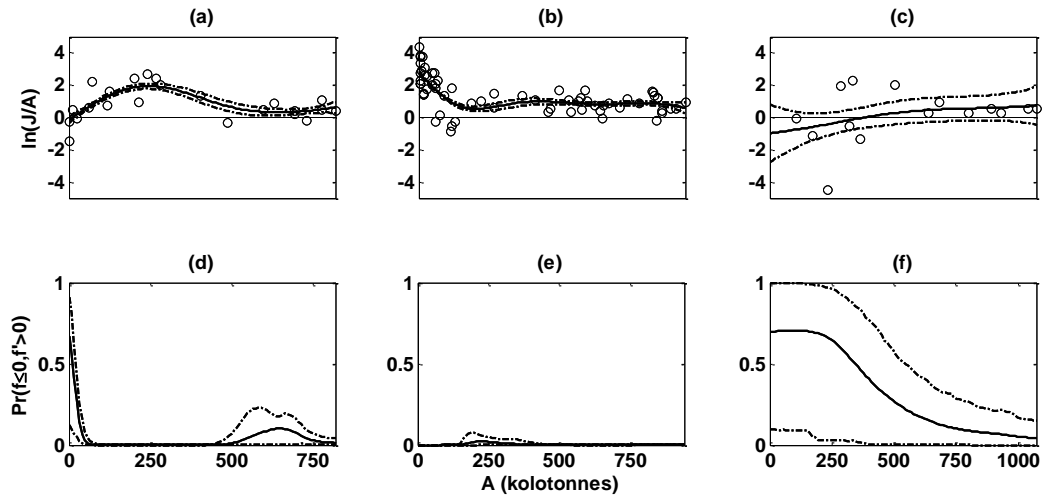 (a) (b) (c)
4 4 4
2 2 2
0 0 0
-2 -2 -2
-4 -4 -4
ln(J/A)
(d) (e) (f)
1 1 1
0.5 0.5 0.5
0 0 0
Pr(f≤0,f'>0)
0 250 500 750 0 250 500 750 0 250 500 750 1000
A (kolotonnes)